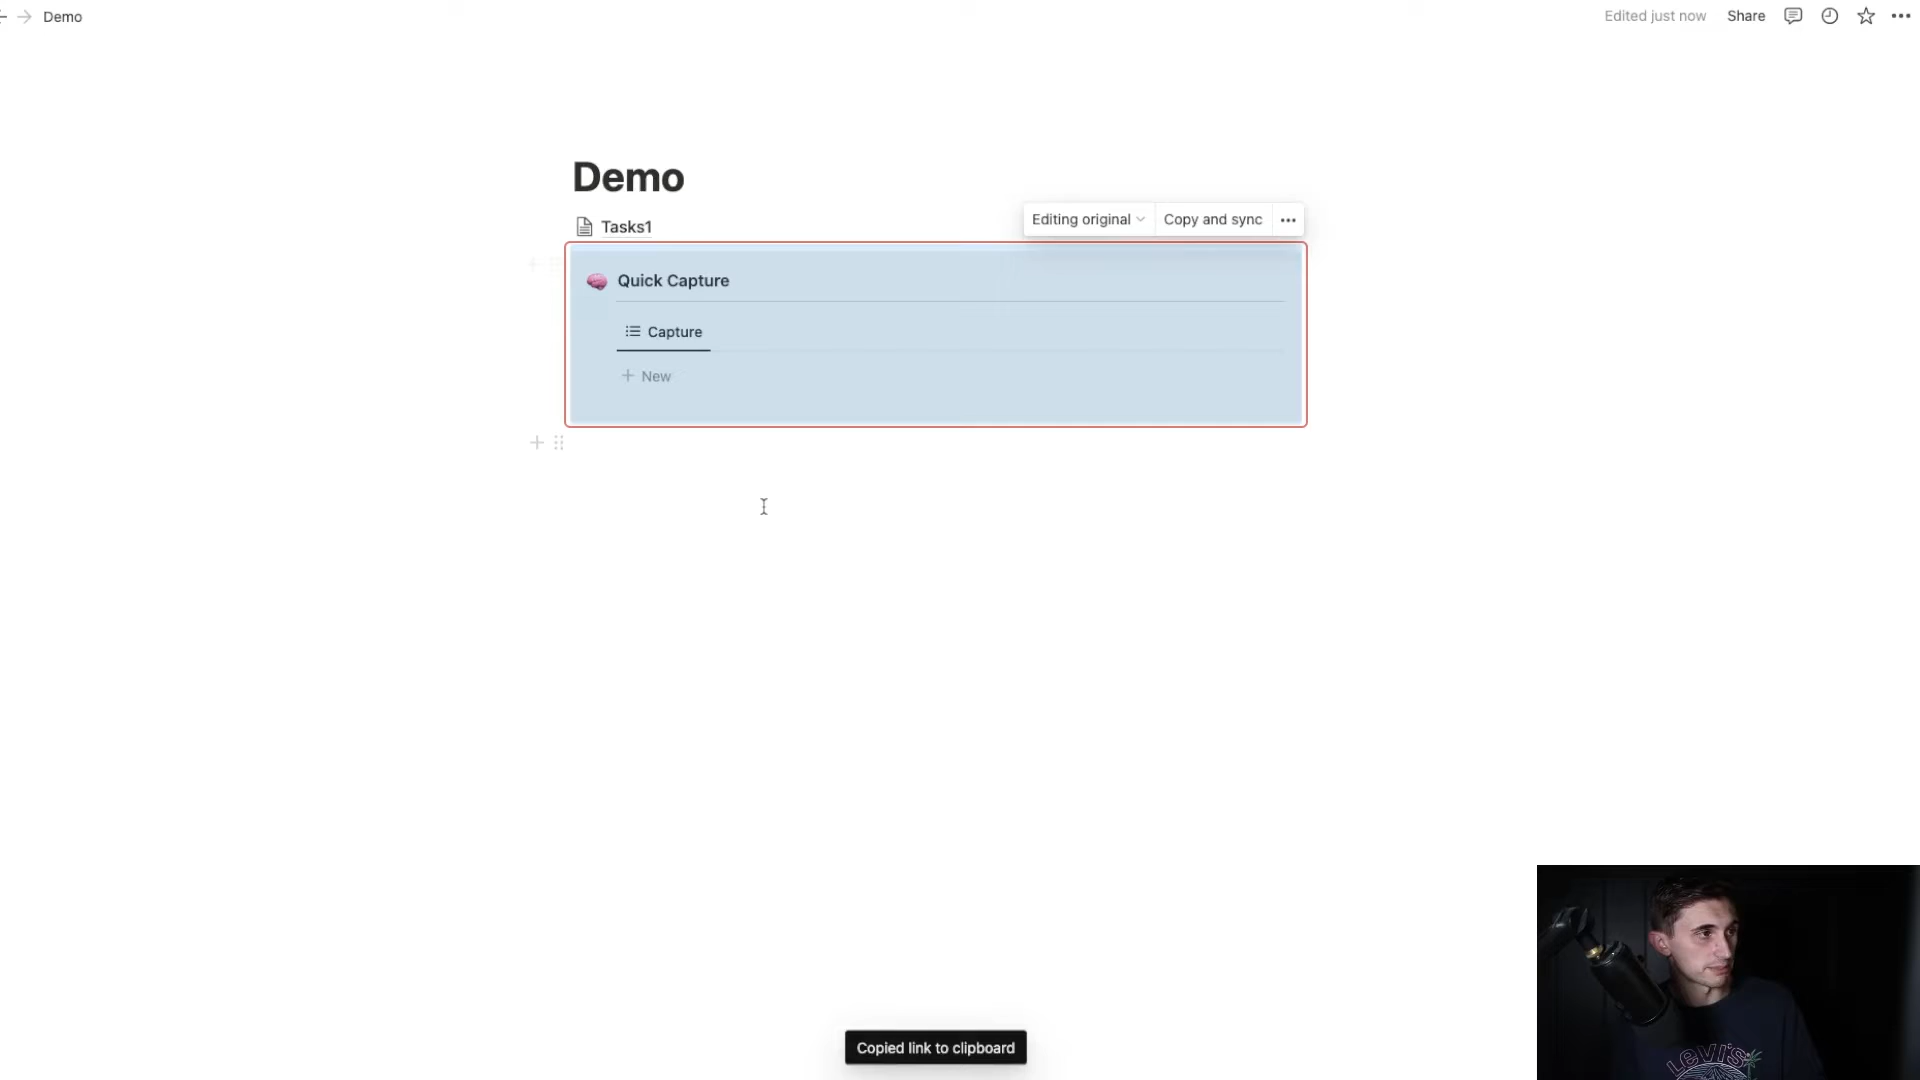 Demo
Edited just now
Share
Demo
Tasks1
Editing original
Copy and sync
Quick Capture
Capture
New
Copied link to clipboard
LEVI'S